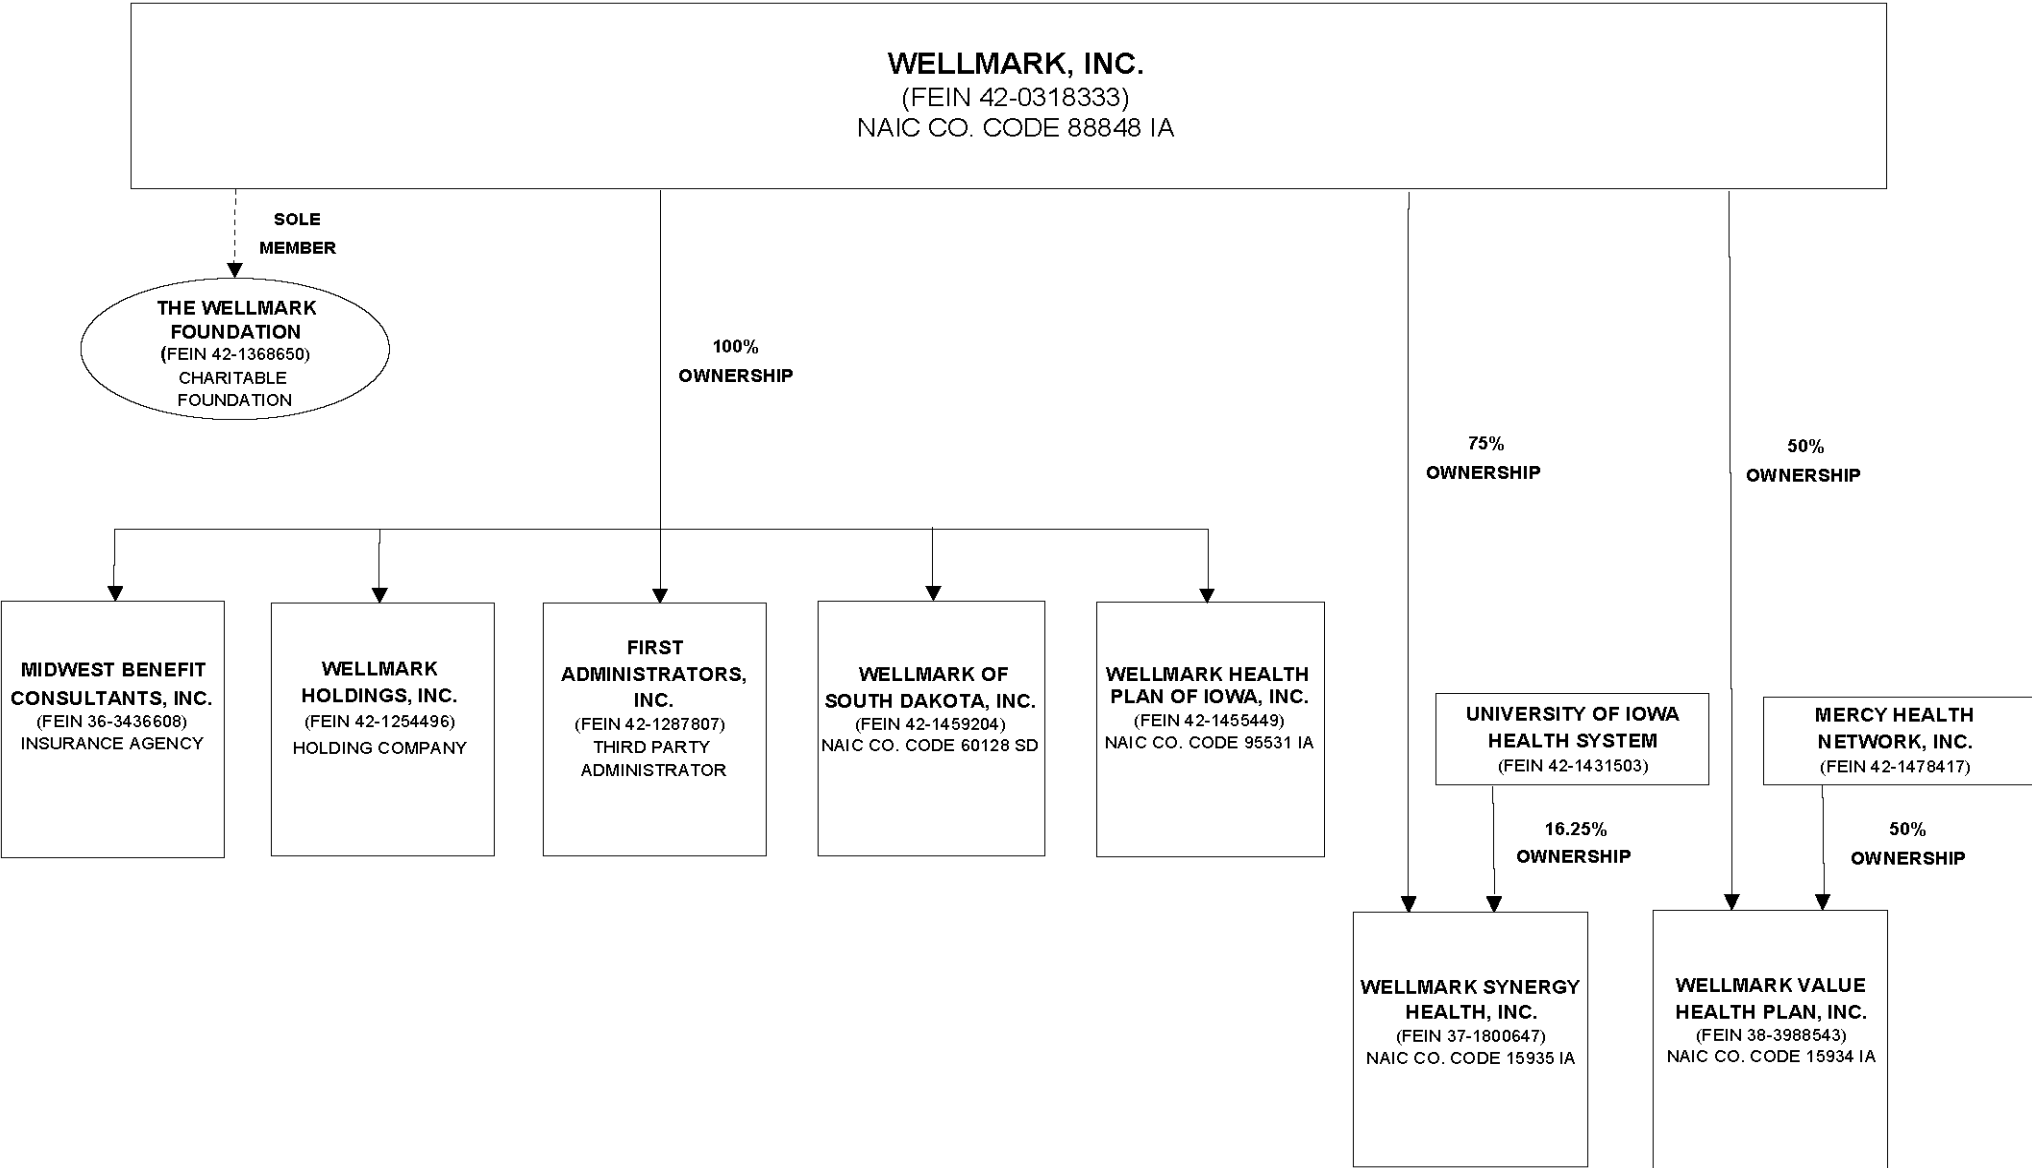 WELLMARK, INC.
(FEIN 42-0318333)
NAIC CO. CODE 88848 IA
SOLE
MEMBER
THE WELLMARK
FOUNDATION
(FEIN 42-1368650)
CHARITABLE
FOUNDATION
100%
OWNERSHIP
75%
OWNERSHIP
50%
OWNERSHIP
MIDWEST BENEFIT
CONSULTANTS, INC.
(FEIN 36-3436608)
INSURANCE AGENCY
WELLMARK
HOLDINGS, INC.
(FEIN 42-1254496)
HOLDING COMPANY
FIRST
ADMINISTRATORS,
INC.
(FEIN 42-1287807)
THIRD PARTY
ADMINISTRATOR
WELLMARK OF
SOUTH DAKOTA, INC.
(FEIN 42-1459204)
NAIC CO. CODE 60128 SD
WELLMARK HEALTH
PLAN OF IOWA, INC.
(FEIN 42-1455449)
NAIC CO. CODE 95531 IA
UNIVERSITY OF IOWA
HEALTH SYSTEM
(FEIN 42-1431503)
MERCY HEALTH
NETWORK, INC.
(FEIN 42-1478417)
16.25%
OWNERSHIP
50%
OWNERSHIP
WELLMARK SYNERGY
HEALTH, INC.
(FEIN 37-1800647)
NAIC CO. CODE 15935 IA
WELLMARK VALUE
HEALTH PLAN, INC.
(FEIN 38-3988543)
NAIC CO. CODE 15934 IA